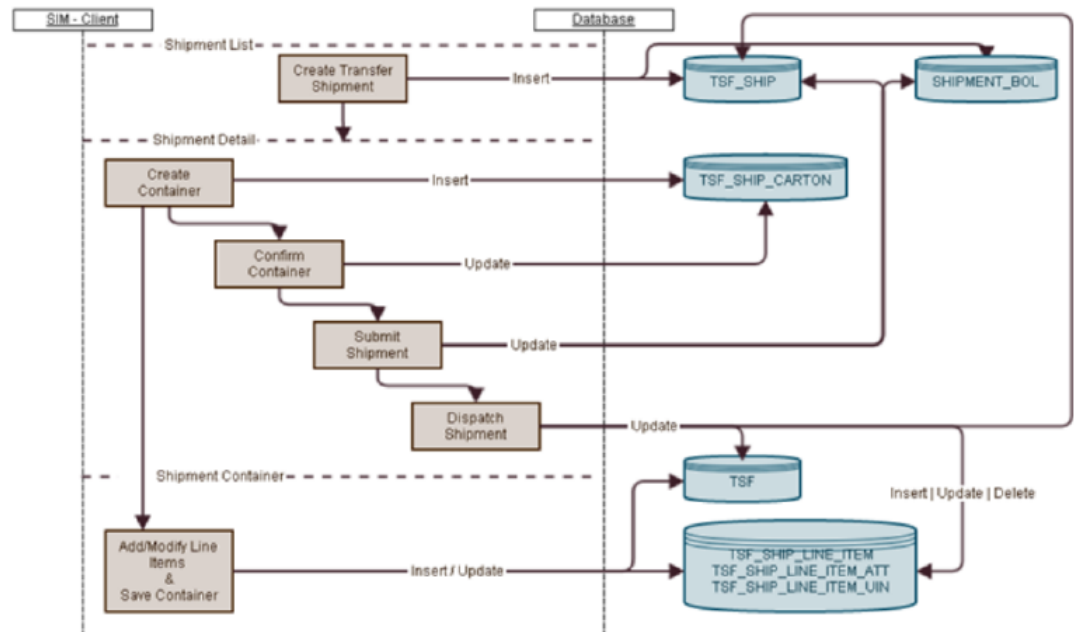 SIM - Client
Database
Shipment List
Create Transfer
Shipment
Insert
TSF_SHIP
SHIPMENT_BOL
Shipment Detail
Create
Container
Insert
TSF_SHIP_CARTON
Confirm
Container
Update
Submit
Shipment
Update
Dispatch
Shipment
Update
Shipment Container
TSF
Insert | Update | Delete
Add/Modify Line
Items
&
Save Container
Insert / Update
TSF_SHIP_LINE_ITEM
TSF_SHIP_LINE_ITEM_ATT
TSF_SHIP_LINE_ITEM_UIN